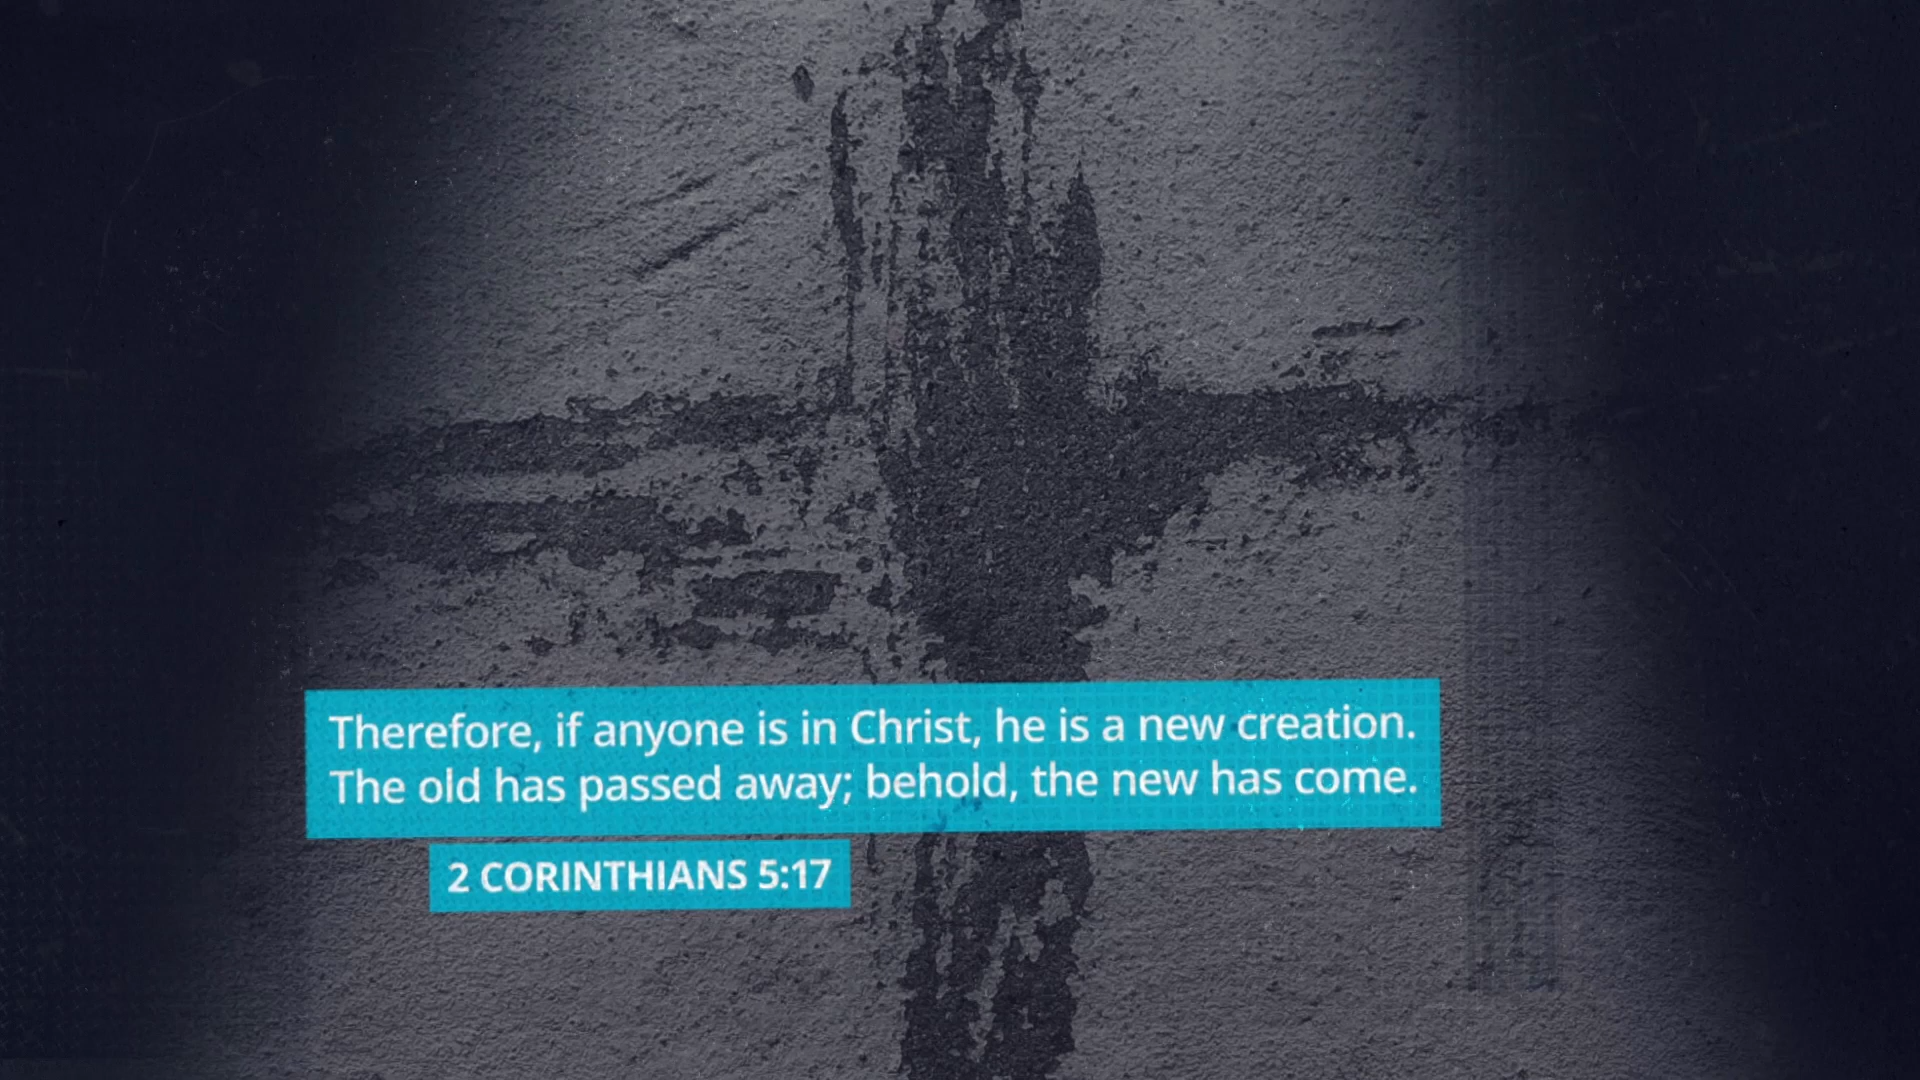 Therefore, if anyone is in Christ, he is a new creation.
The old has passed away; behold, the new has come.
2 CORINTHIANS 5:17